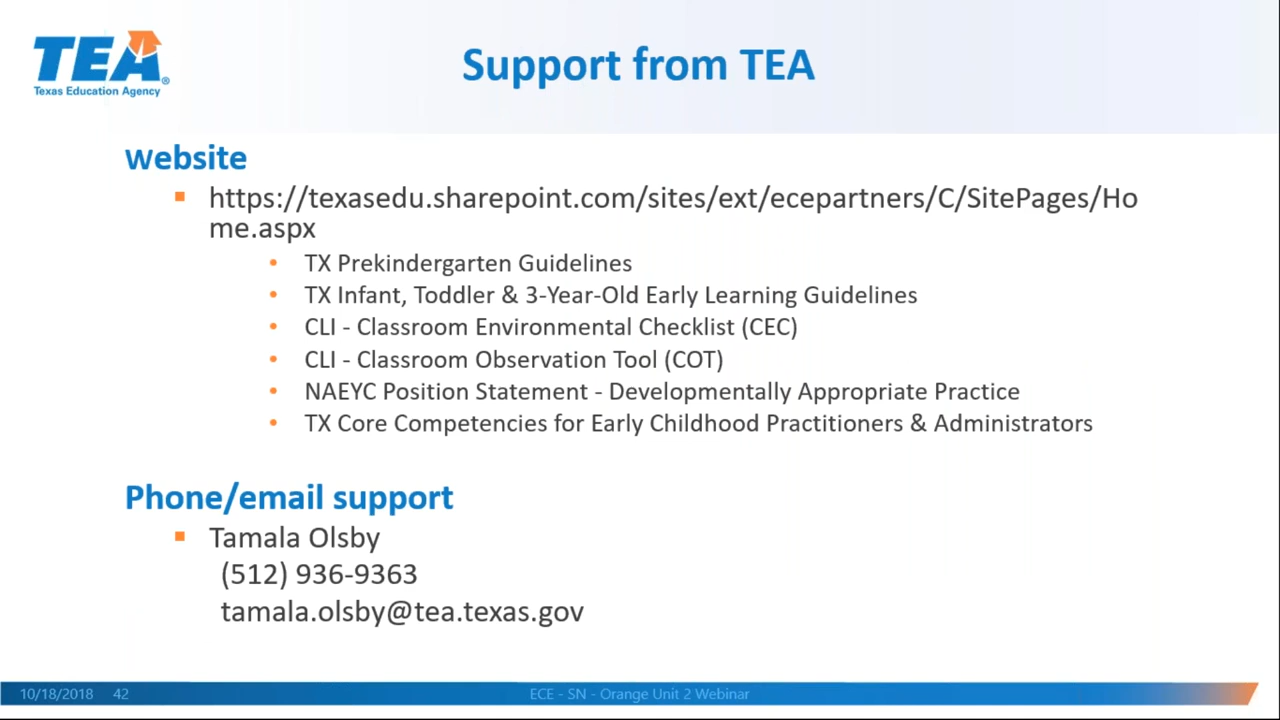 TEA®
Texas Education Agency
Support from TEA
website
https://texasedu.sharepoint.com/sites/ext/ecepartners/C/SitePages/Ho
me.aspx
• TX Prekindergarten Guidelines
• TX Infant, Toddler & 3-Year-Old Early Learning Guidelines
• CLI - Classroom Environmental Checklist (CEC)
• CLI - Classroom Observation Tool (COT)
• NAEYC Position Statement - Developmentally Appropriate Practice
• TX Core Competencies for Early Childhood Practitioners & Administrators
Phone/email support
Tamala Olsby
(512) 936-9363
tamala.olsby@tea.texas.gov
10/18/2018 42 ECE - SN - Orange Unit 2 Webinar